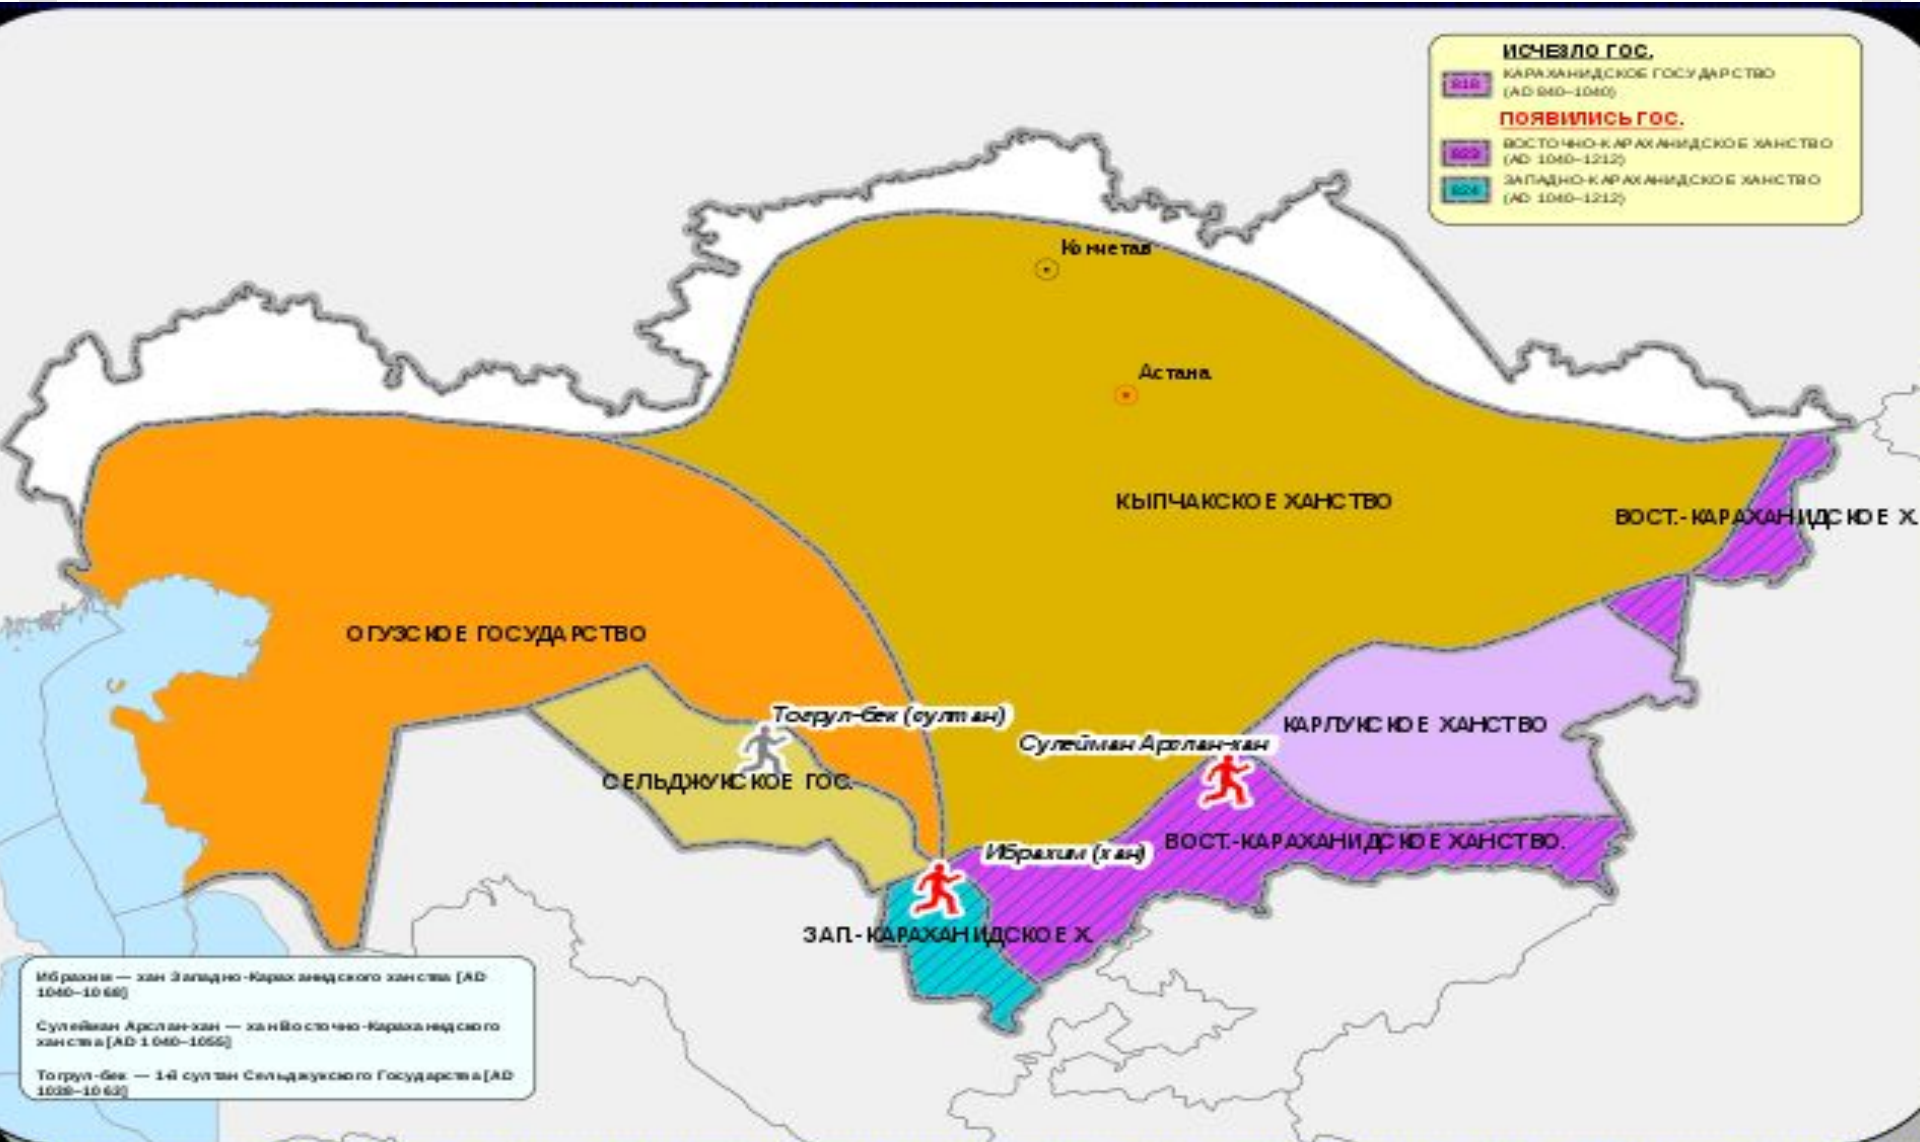 ИСЧЕЗЛО ГОС.
818
КАРАХАНИДСКОЕ ГОСУДАРСТВО
(AD 840–1040)
ПОЯВИЛИСЬ ГОС.
823
ВОСТОЧНО-КАРАХАНИДСКОЕ ХАНСТВО
(AD 1040–1212)
824
ЗАПАДНО-КАРАХАНИДСКОЕ ХАНСТВО
(AD 1040–1212)
Кокчетав
Астана
КЫПЧАКСКОЕ ХАНСТВО
ВОСТ.-КАРАХАНИДСКОЕ Х.
ОГУЗСКОЕ ГОСУДАРСТВО
Тогрул-бек (султан)
КАРЛУКСКОЕ ХАНСТВО
Сулейман Арслан-хан
СЕЛЬДЖУКСКОЕ ГОС.
ВОСТ.-КАРАХАНИДСКОЕ ХАНСТВО.
Ибрахим (хан)
ЗАП.-КАРАХАНИДСКОЕ Х.
Ибрахим — хан Западно-Караханидского ханства [AD
1040–1068]
Сулейман Арслан-хан — хан Восточно-Караханидского
ханства [AD 1040–1055]
Тогрул-бек — 1-й султан Сельджукского Государства [AD
1038–1063]